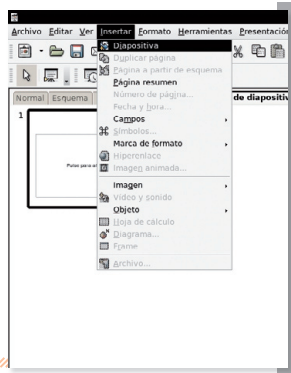 Archivo Editar Ver Insertar Formato Herramientas Presentació
Diapositiva
Duplicar página
Página a partir de esquema
Página resumen
Número de página...
Fecha y hora...
Campos
Símbolos...
Marca de formato
Hiperenlace
Imagen animada...
Imagen
Vídeo y sonido
Objeto
Hoja de cálculo
Diagrama...
Frame
Archivo...
Normal Esquema de diapositiv
1